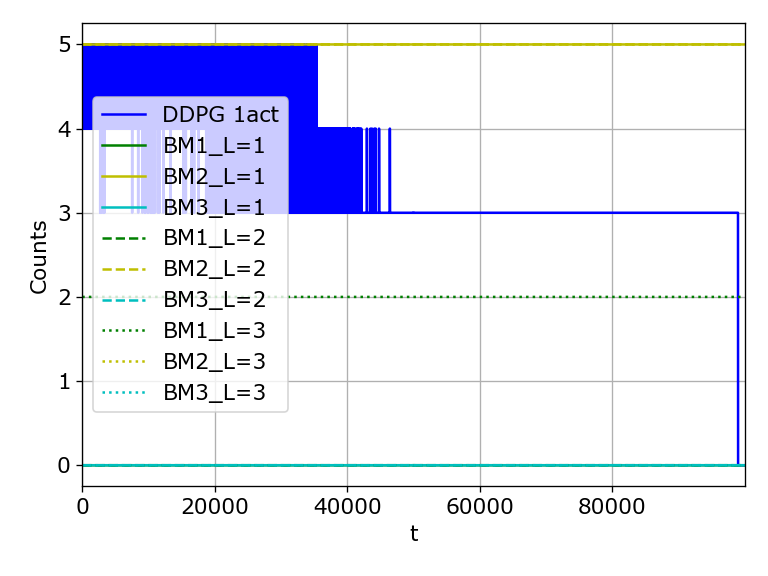 5
4
3
2
1
0
Counts
DDPG 1act
BM1_L=1
BM2_L=1
BM3_L=1
BM1_L=2
BM2_L=2
BM3_L=2
BM1_L=3
BM2_L=3
BM3_L=3
0 20000 40000 60000 80000
t